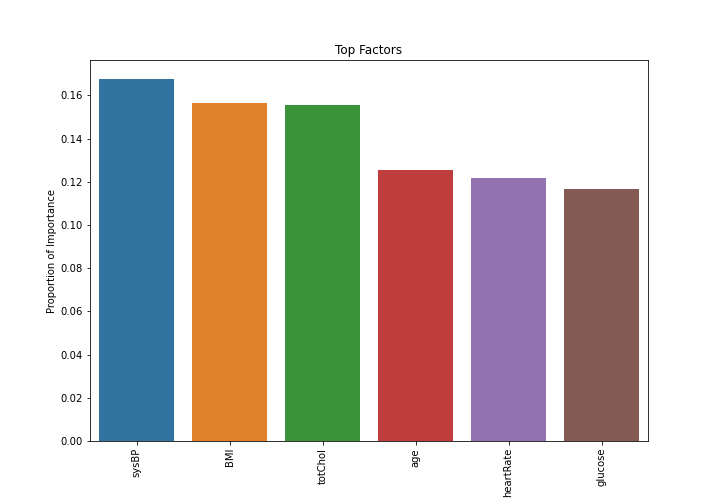 Top Factors
Proportion of Importance
0.16
0.14
0.12
0.10
0.08
0.06
0.04
0.02
0.00
sysBP
BMI
totChol
age
heartRate
glucose